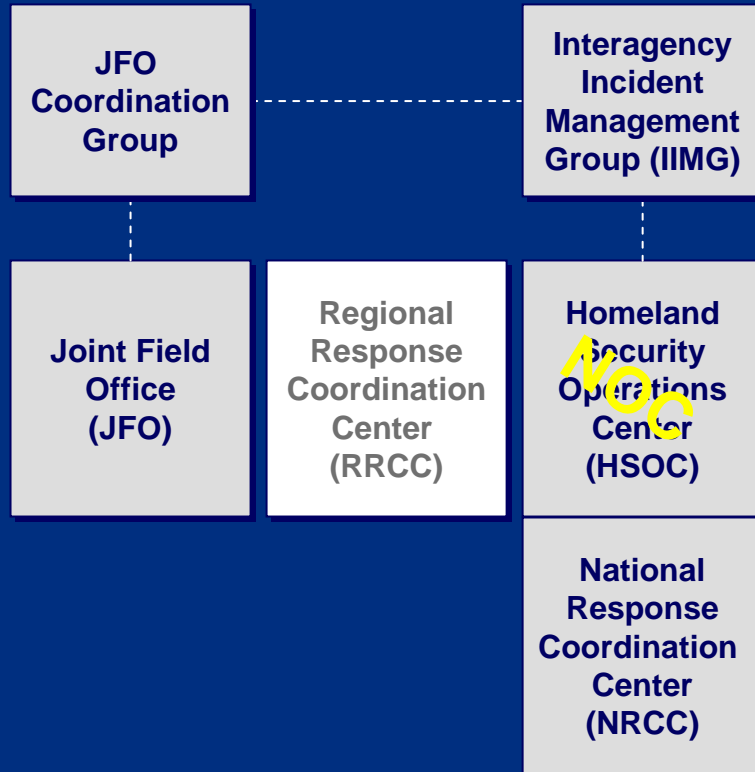 JFO
Coordination
Group
Interagency
Incident
Management
Group (IIMG)
Joint Field
Office
(JFO)
Regional
Response
Coordination
Center
(RRCC)
Homeland
Security
Operations
Center
(HSOC)
NOC
National
Response
Coordination
Center
(NRCC)